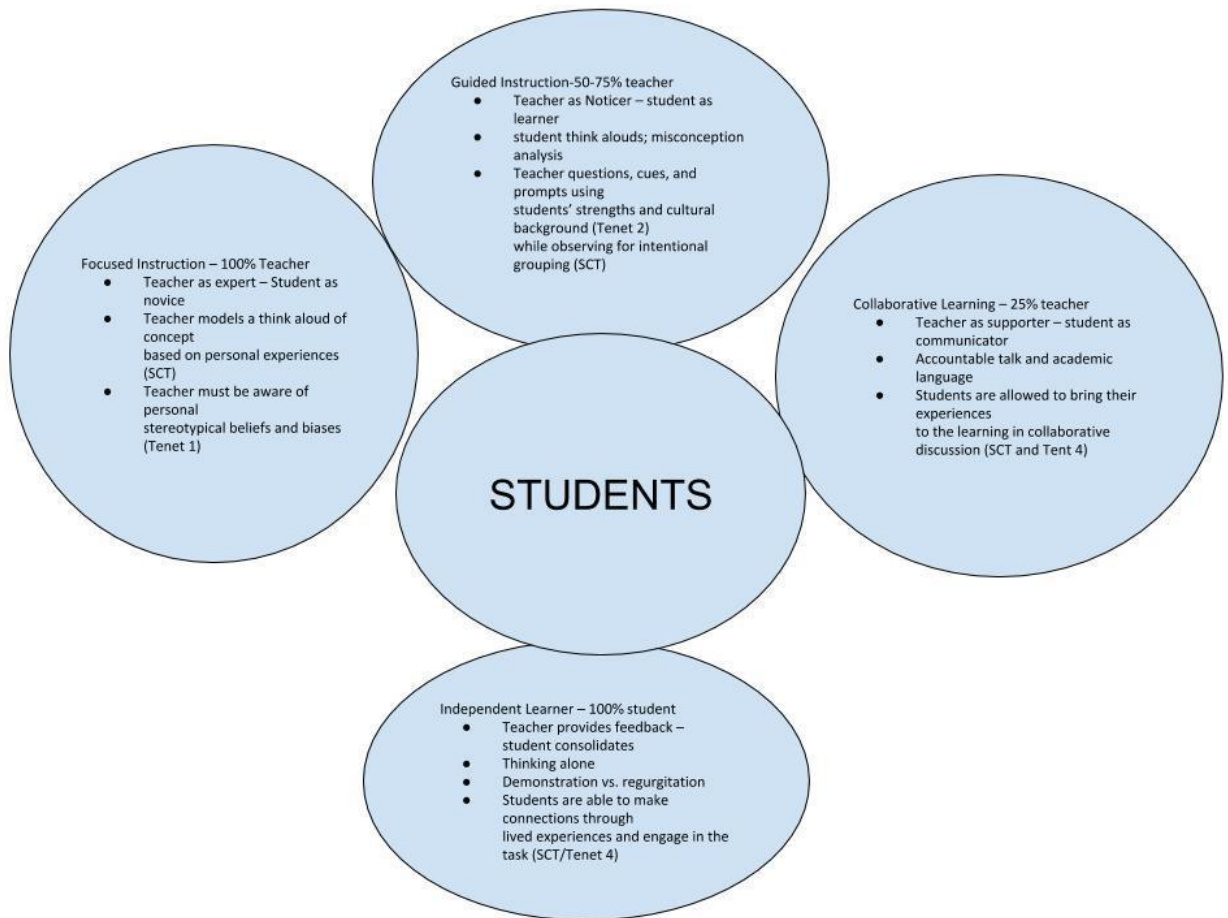 Guided Instruction-50-75% teacher
● Teacher as Noticer – student as
learner
● student think alouds; misconception
analysis
● Teacher questions, cues, and
prompts using
students’ strengths and cultural
background (Tenet 2)
while observing for intentional
grouping (SCT)
Focused Instruction – 100% Teacher
● Teacher as expert – Student as
novice
● Teacher models a think aloud of
concept
based on personal experiences
(SCT)
● Teacher must be aware of
personal
stereotypical beliefs and biases
(Tenet 1)
Collaborative Learning – 25% teacher
● Teacher as supporter – student as
communicator
● Accountable talk and academic
language
● Students are allowed to bring their
experiences
to the learning in collaborative
discussion (SCT and Tent 4)
STUDENTS
Independent Learner – 100% student
● Teacher provides feedback –
student consolidates
● Thinking alone
● Demonstration vs. regurgitation
● Students are able to make
connections through
lived experiences and engage in the
task (SCT/Tenet 4)